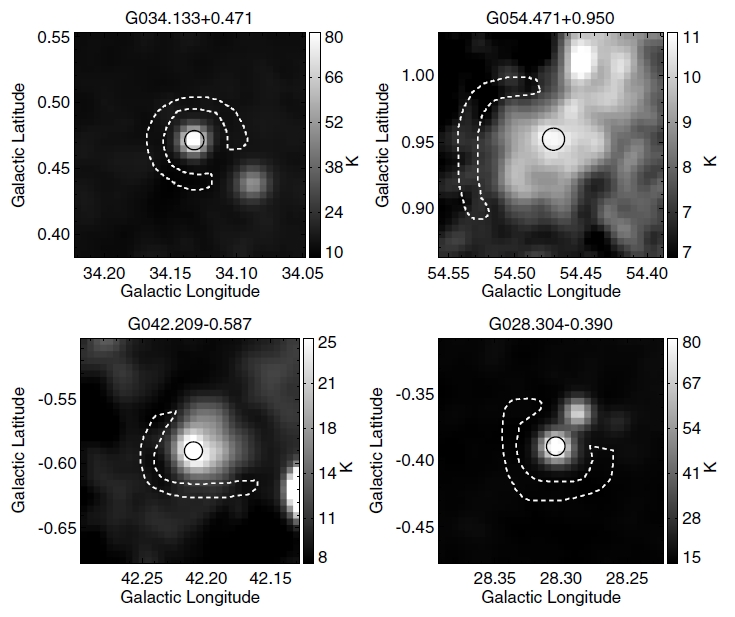 G034.133+0.471
0.55
0.50
0.45
0.40
Galactic Latitude
34.20 34.15 34.10 34.05
Galactic Longitude
80
66
52
38
24
10
K
G054.471+0.950
1.00
0.95
0.90
Galactic Latitude
54.55 54.50 54.45 54.40
Galactic Longitude
11
10
9
8
7
7
K
G042.209-0.587
-0.55
-0.60
-0.65
Galactic Latitude
42.25 42.20 42.15
Galactic Longitude
25
21
18
14
11
8
K
G028.304-0.390
-0.35
-0.40
-0.45
Galactic Latitude
28.35 28.30 28.25
Galactic Longitude
80
67
54
41
28
15
K